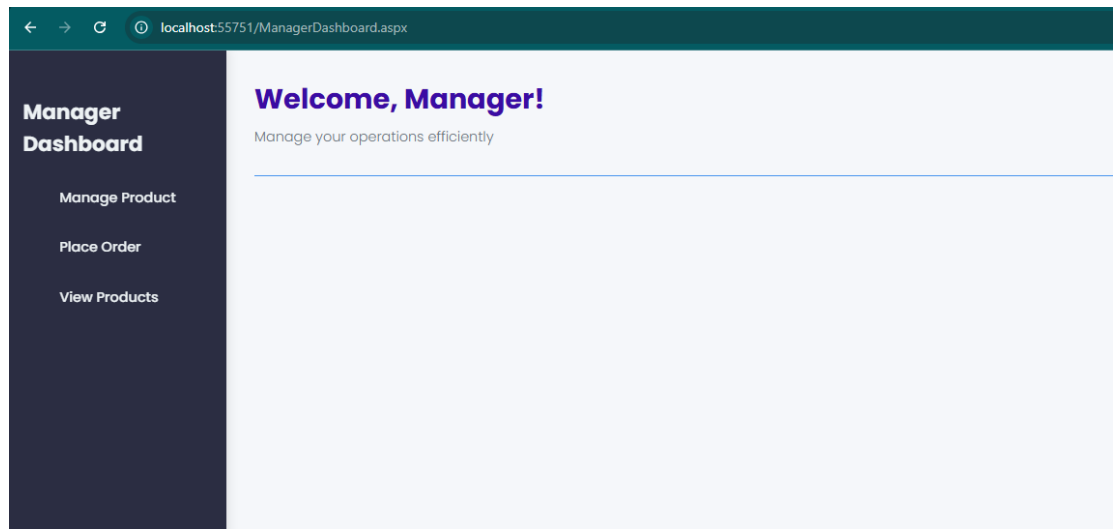 localhost:55751/ManagerDashboard.aspx
Manager
Dashboard
Manage Product
Place Order
View Products
Welcome, Manager!
Manage your operations efficiently